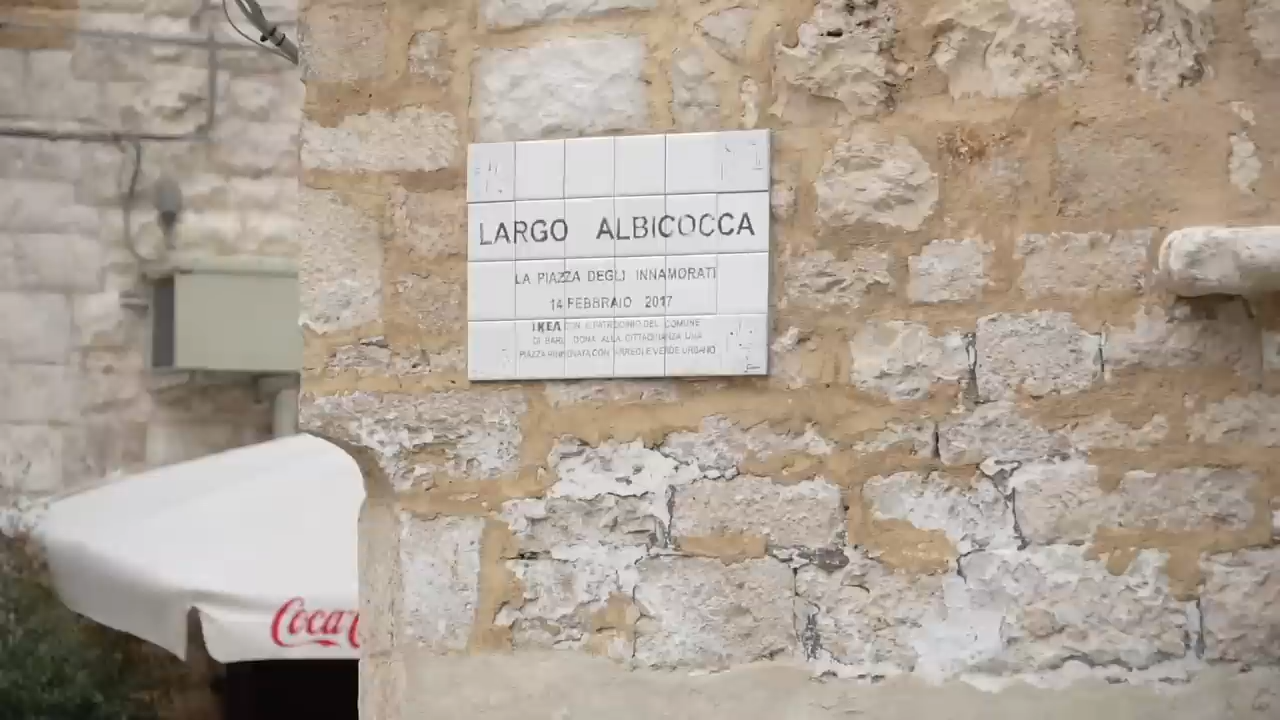 LARGO ALBICOCCA
LA PIAZZA DEGLI INNAMORATI
14 FEBBRAIO 2017
IKEA CON IL PATROCINIO DEL COMUNE
DI BARI DONA ALLA CITTADINANZA UNA
PIAZZA RINNOVATA CON ARREDI E VERDE URBANO
Coca